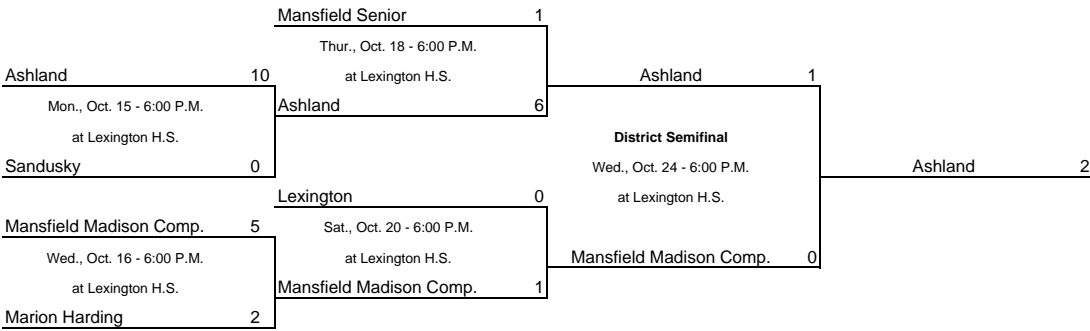 Mansfield Senior 1
Thur., Oct. 18 - 6:00 P.M.
Ashland 10
at Lexington H.S.
Ashland 1
Mon., Oct. 15 - 6:00 P.M.
Ashland 6
at Lexington H.S.
District Semifinal
Sandusky 0
Wed., Oct. 24 - 6:00 P.M.
Ashland 2
Lexington 0
at Lexington H.S.
Mansfield Madison Comp. 5
Sat., Oct. 20 - 6:00 P.M.
Wed., Oct. 16 - 6:00 P.M.
at Lexington H.S.
Mansfield Madison Comp. 0
at Lexington H.S.
Mansfield Madison Comp. 1
Marion Harding 2